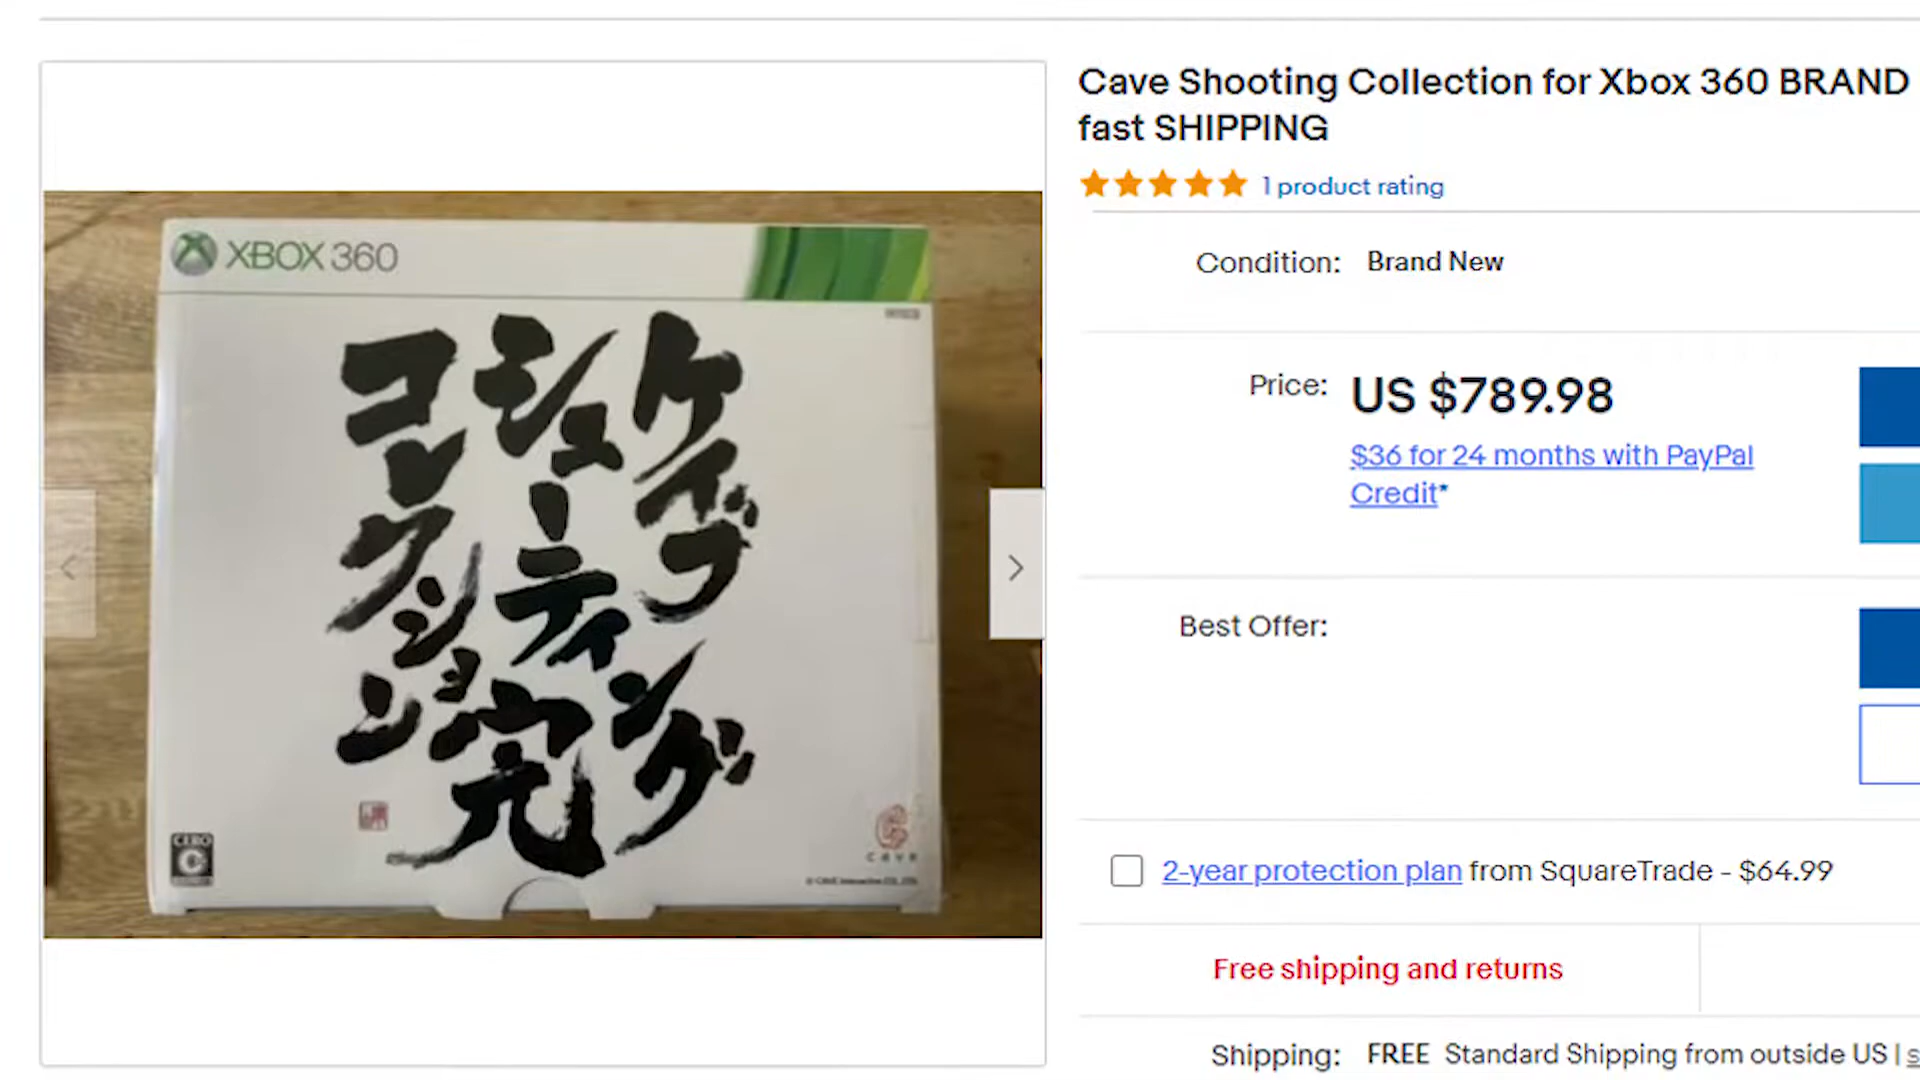 XBOX 360
ケイブ
シューティング
コレクション
完
CERO
C
CAVE
Cave Shooting Collection for Xbox 360 BRAND
fast SHIPPING
1 product rating
Condition: Brand New
Price: US $789.98
$36 for 24 months with PayPal
Credit*
Best Offer:
2-year protection plan from SquareTrade - $64.99
Free shipping and returns
Shipping: FREE Standard Shipping from outside US |